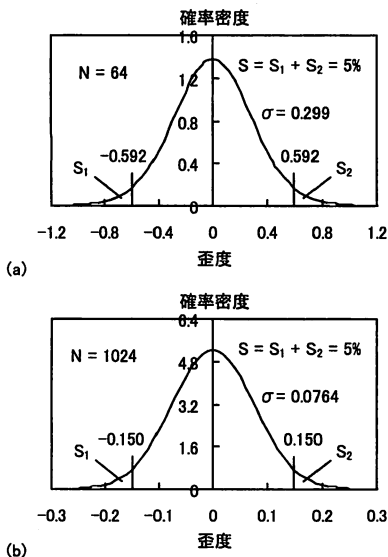 確率密度
1.6
N = 64
S = S₁ + S₂ = 5%
1.2
σ = 0.299
0.8
−0.592
0.592
S₁
0.4
S₂
0
−1.2 −0.8 −0.4 0 0.4 0.8 1.2
(a)
歪度
確率密度
6.4
N = 1024
S = S₁ + S₂ = 5%
4.8
σ = 0.0764
3.2
−0.150
0.150
S₁
1.6
S₂
0
−0.3 −0.2 −0.1 0 0.1 0.2 0.3
歪度
(b)